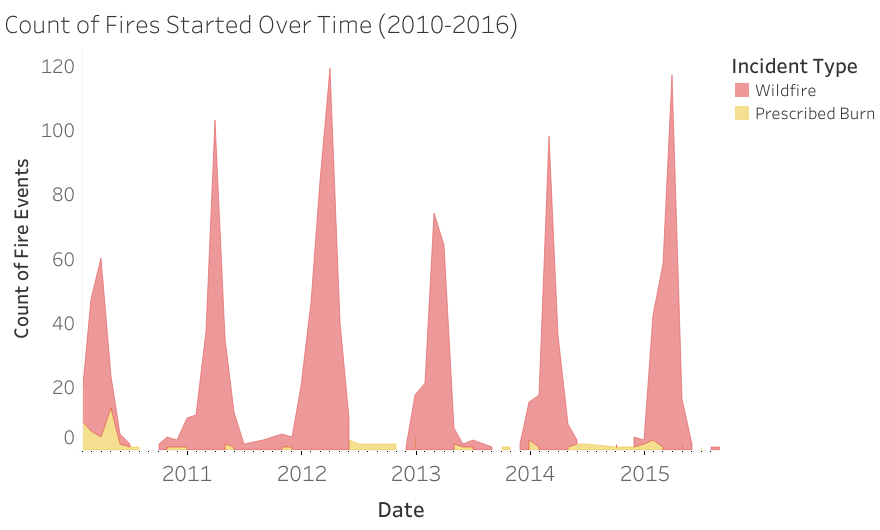 Count of Fires Started Over Time (2010-2016)
Incident Type
Wildfire
Prescribed Burn
Count of Fire Events
120
100
80
60
40
20
0
2011 2012 2013 2014 2015
Date